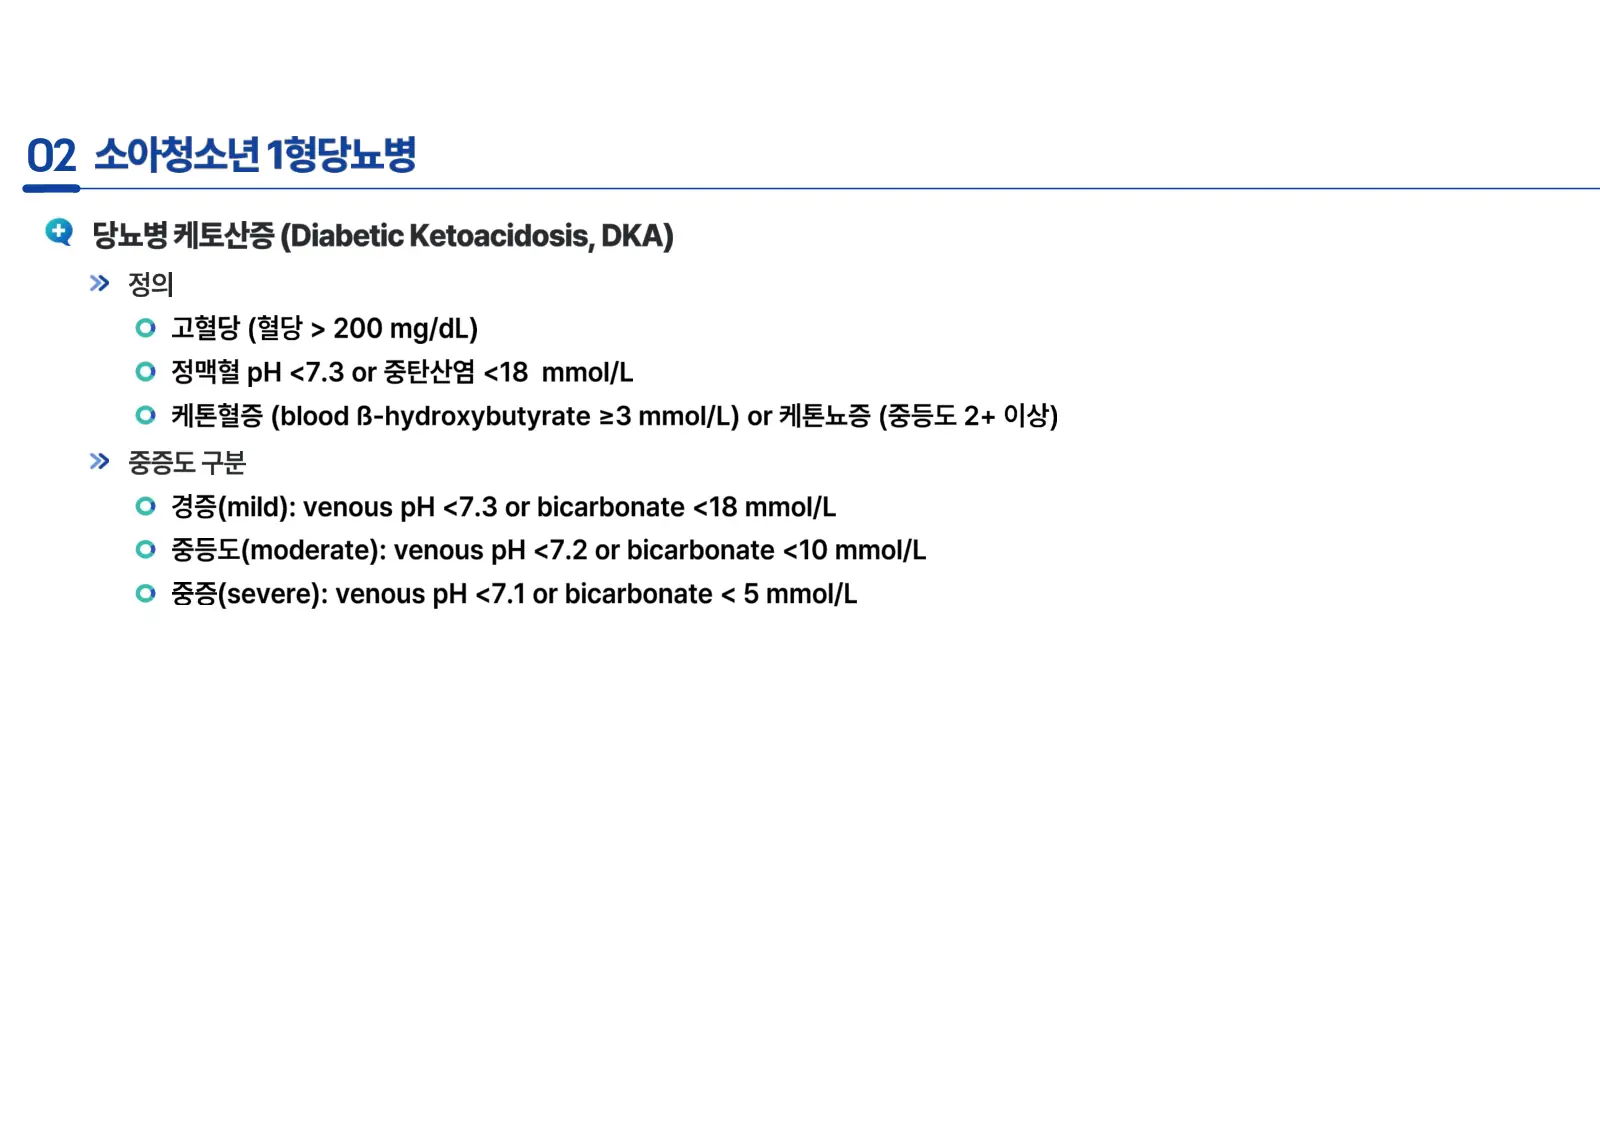 02 소아청소년 1형당뇨병
당뇨병 케토산증 (Diabetic Ketoacidosis, DKA)
정의
고혈당 (혈당 > 200 mg/dL)
정맥혈 pH <7.3 or 중탄산염 <18  mmol/L
케톤혈증 (blood ß-hydroxybutyrate ≥3 mmol/L) or 케톤뇨증 (중등도 2+ 이상)
중증도 구분
경증(mild): venous pH <7.3 or bicarbonate <18 mmol/L
중등도(moderate): venous pH <7.2 or bicarbonate <10 mmol/L
중증(severe): venous pH <7.1 or bicarbonate < 5 mmol/L